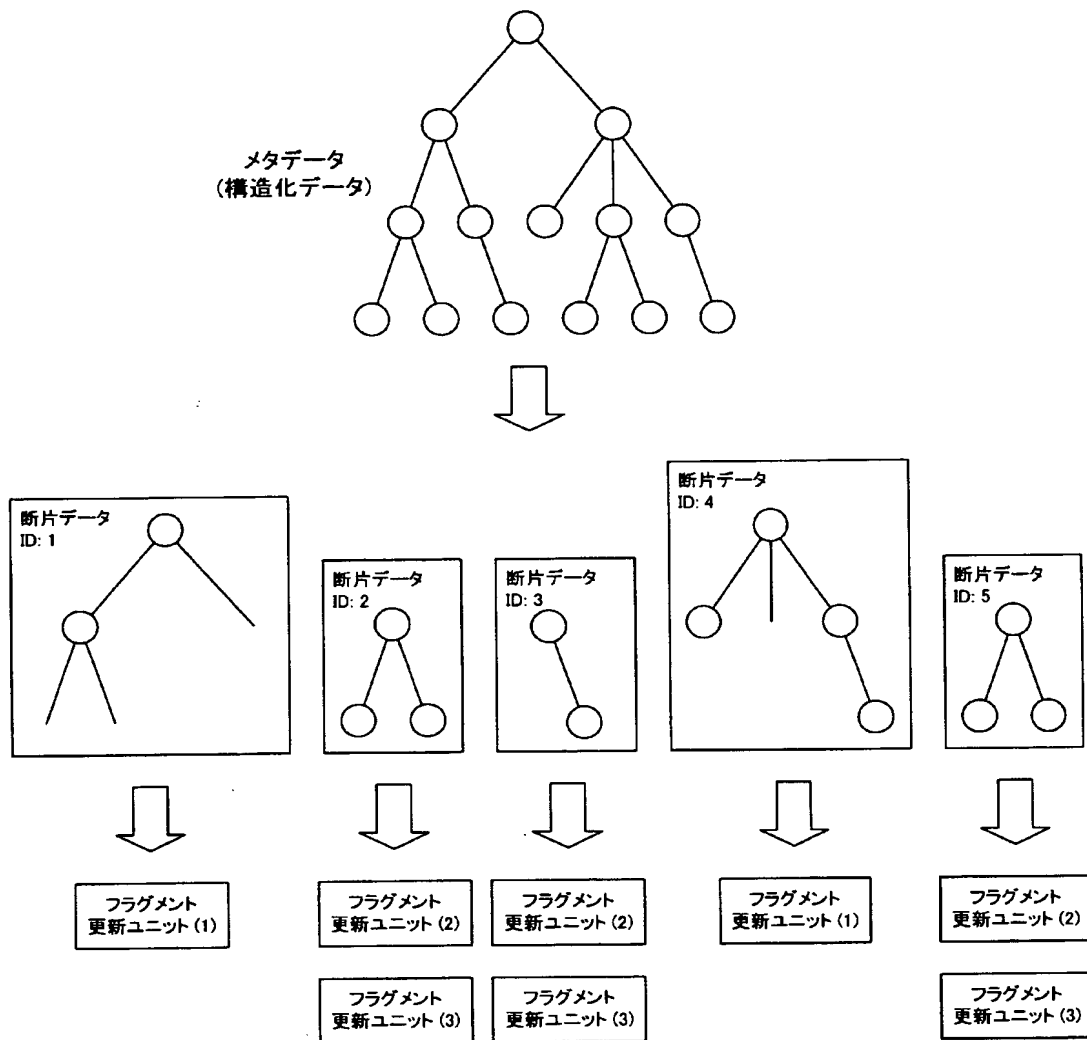 メタデータ
(構造化データ)
断片データ
ID: 1
断片データ
ID: 2
断片データ
ID: 3
断片データ
ID: 4
断片データ
ID: 5
フラグメント
更新ユニット (1)
フラグメント
更新ユニット (2)
フラグメント
更新ユニット (2)
フラグメント
更新ユニット (1)
フラグメント
更新ユニット (2)
フラグメント
更新ユニット (3)
フラグメント
更新ユニット (3)
フラグメント
更新ユニット (3)